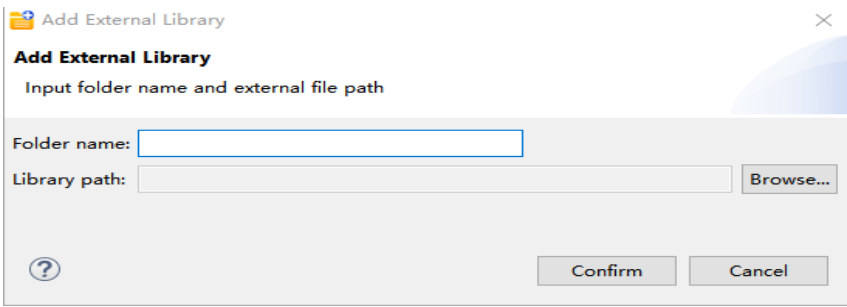 Add External Library
Add External Library
Input folder name and external file path
Folder name:
Library path:
Browse...
?
Confirm
Cancel